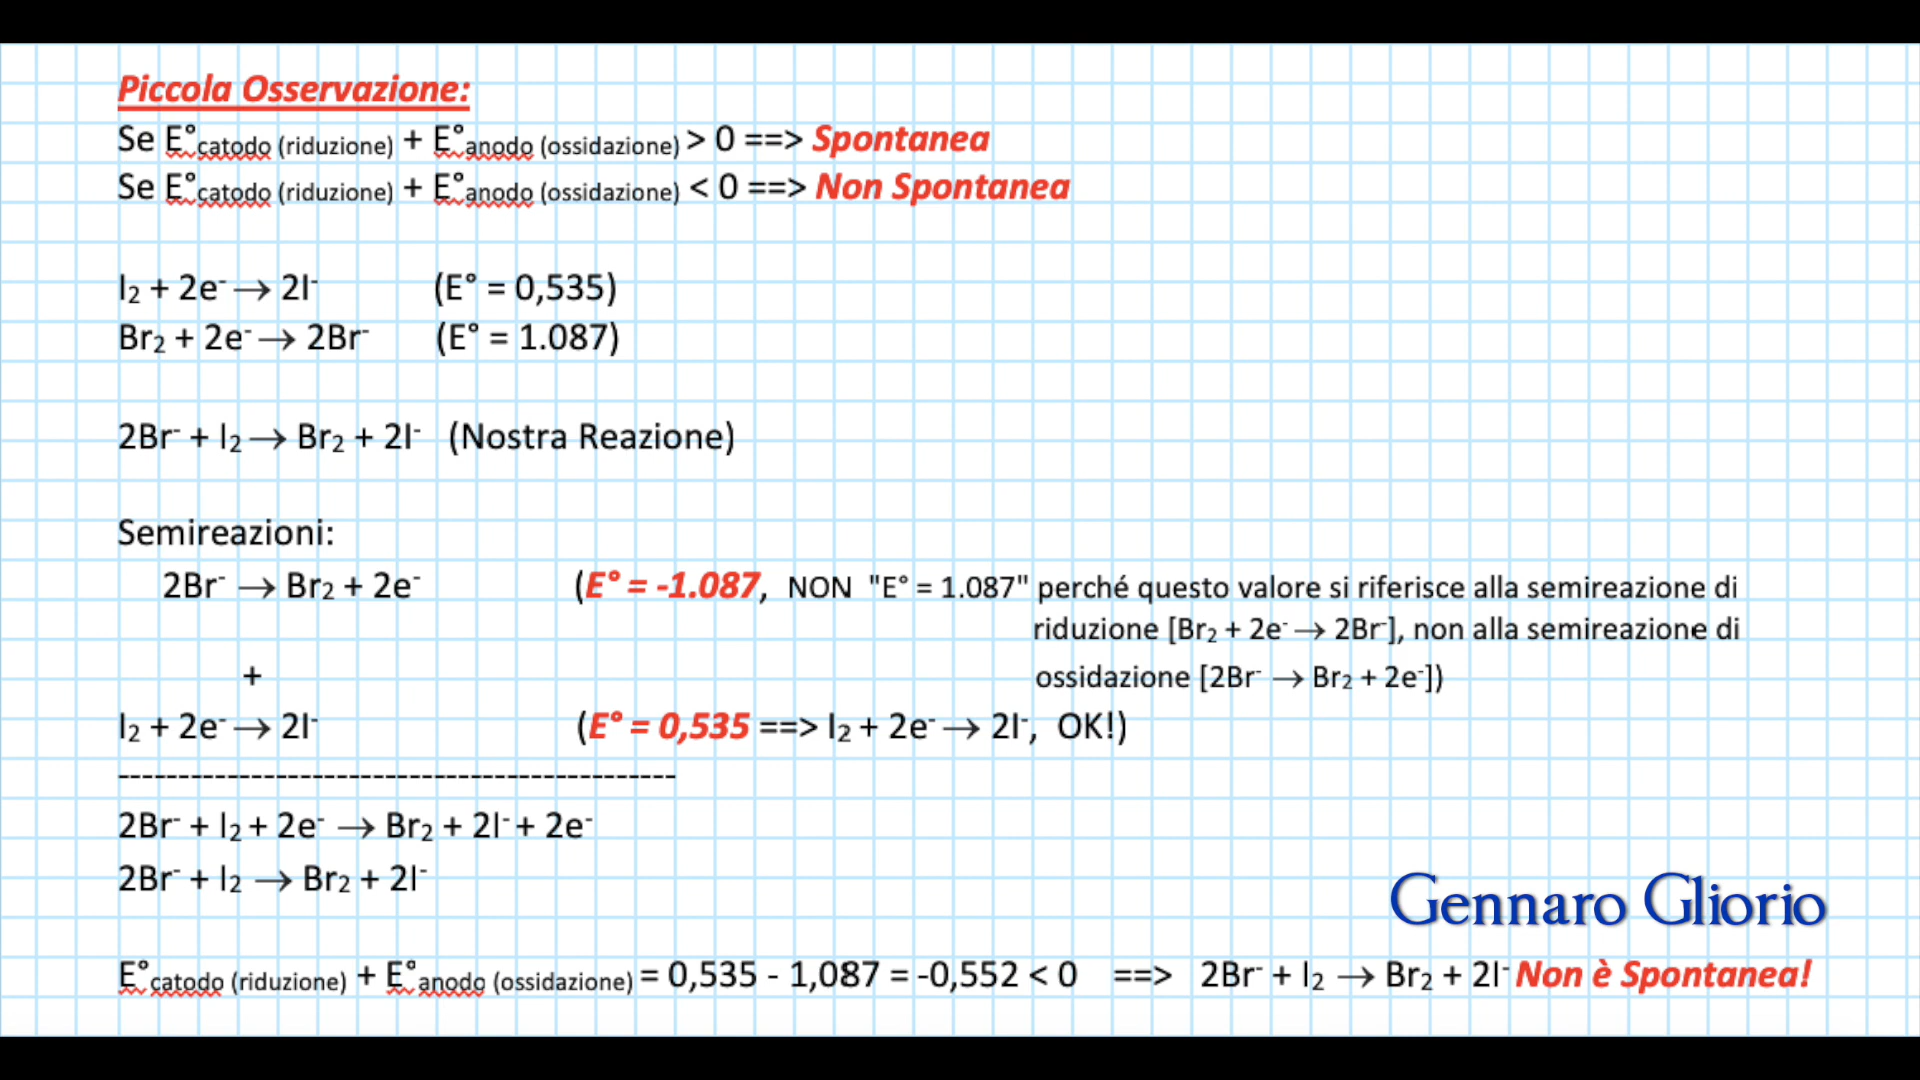 Piccola Osservazione:
Se E°catodo (riduzione) + E°anodo (ossidazione) > 0 ==> Spontanea
Se E°catodo (riduzione) + E°anodo (ossidazione) < 0 ==> Non Spontanea
I₂ + 2e⁻ → 2I⁻ (E° = 0,535)
Br₂ + 2e⁻ → 2Br⁻ (E° = 1.087)
2Br⁻ + I₂ → Br₂ + 2I⁻ (Nostra Reazione)
Semireazioni:
2Br⁻ → Br₂ + 2e⁻ (E° = -1.087, NON "E° = 1.087" perché questo valore si riferisce alla semireazione di
riduzione [Br₂ + 2e⁻ → 2Br⁻], non alla semireazione di
+ ossidazione [2Br⁻ → Br₂ + 2e⁻])
I₂ + 2e⁻ → 2I⁻ (E° = 0,535 ==> I₂ + 2e⁻ → 2I⁻, OK!)
----------------------------------------------
2Br⁻ + I₂ + 2e⁻ → Br₂ + 2I⁻ + 2e⁻
2Br⁻ + I₂ → Br₂ + 2I⁻
Gennaro Gliorio
E°catodo (riduzione) + E°anodo (ossidazione) = 0,535 - 1,087 = -0,552 < 0 ==> 2Br⁻ + I₂ → Br₂ + 2I⁻ Non è Spontanea!